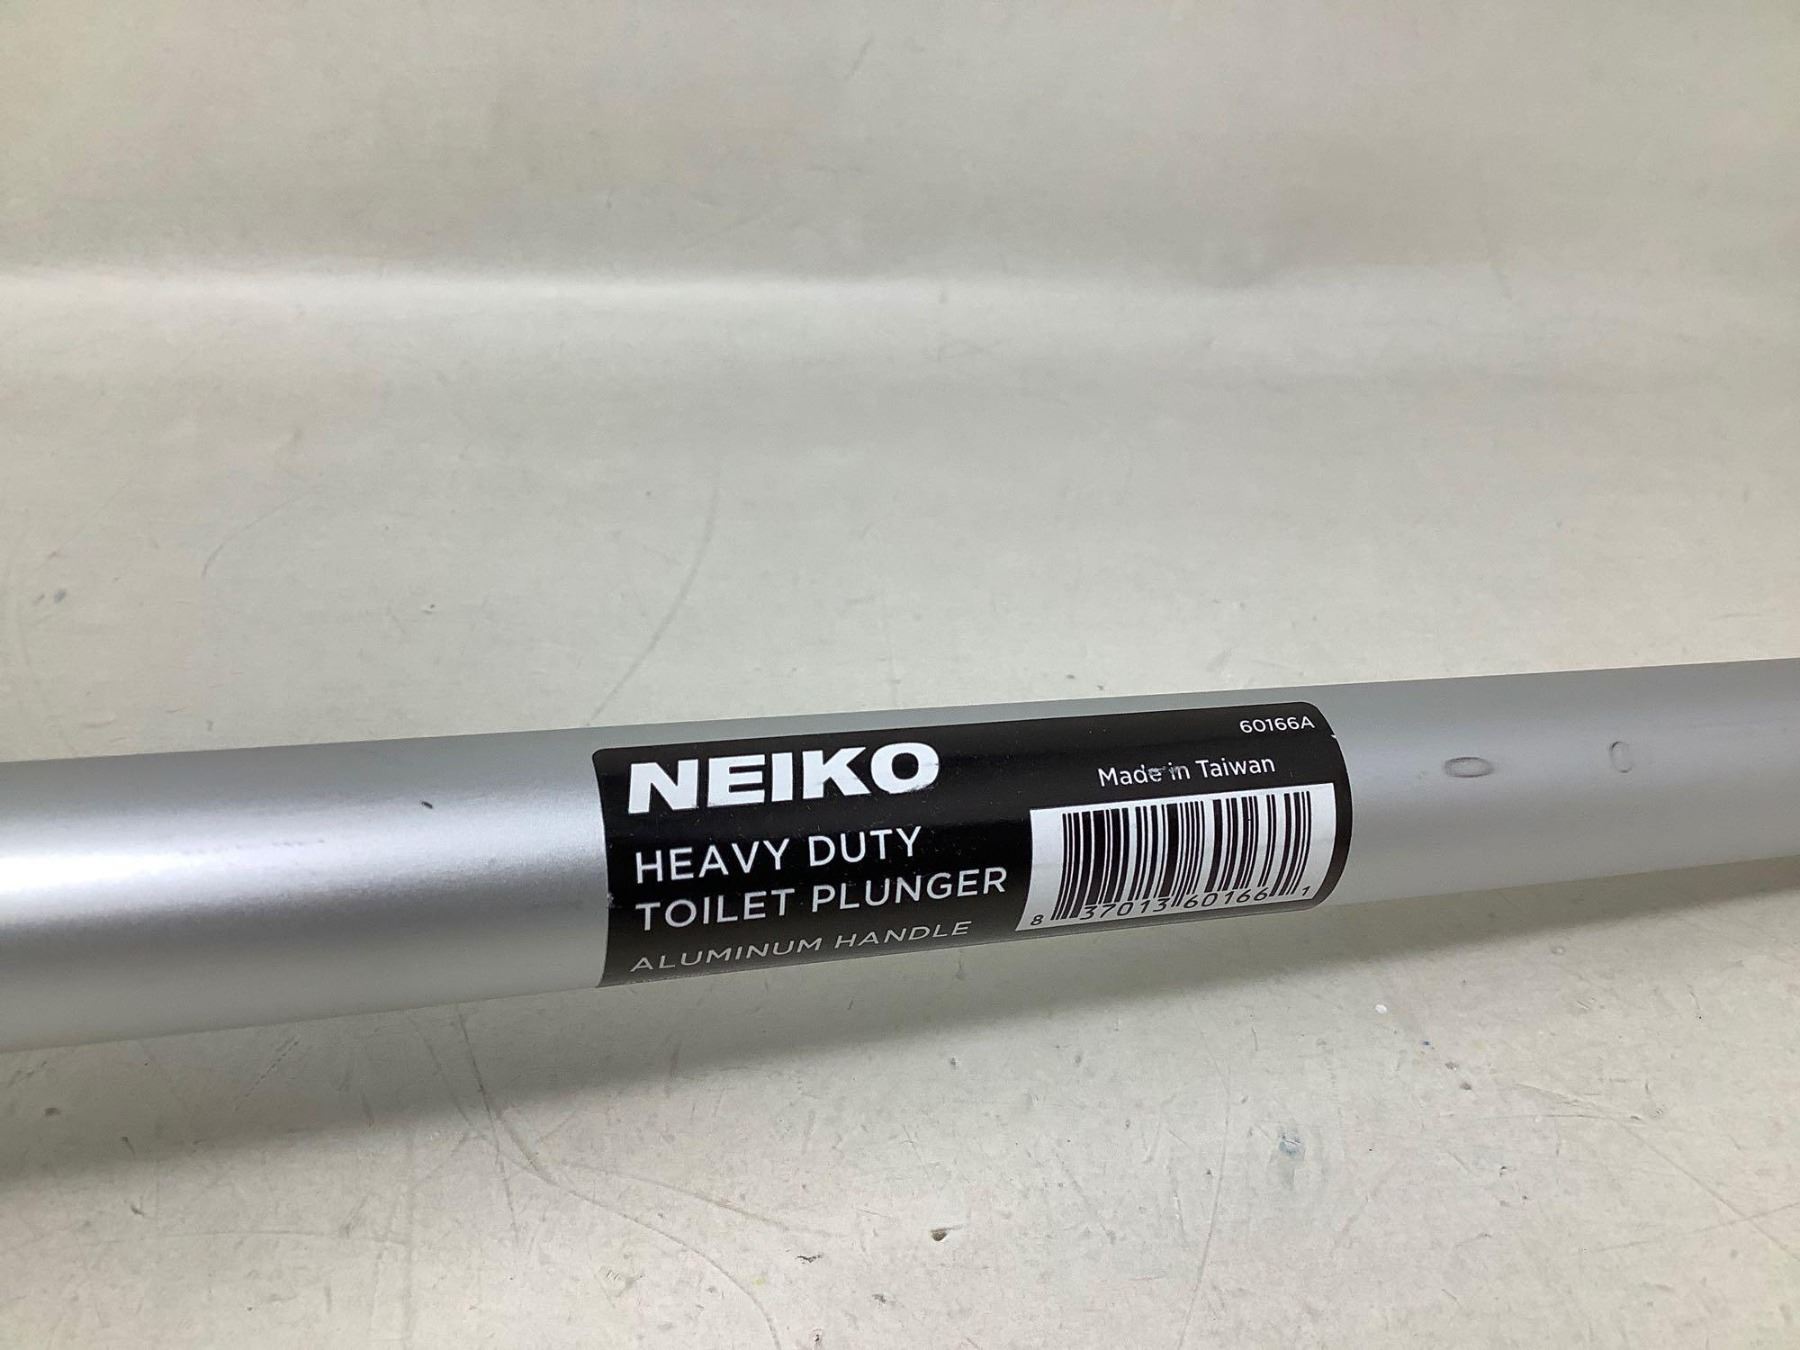 NEIKO
HEAVY DUTY
TOILET PLUNGER
ALUMINUM HANDLE
60166A
Made in Taiwan
8 37013 60166 1